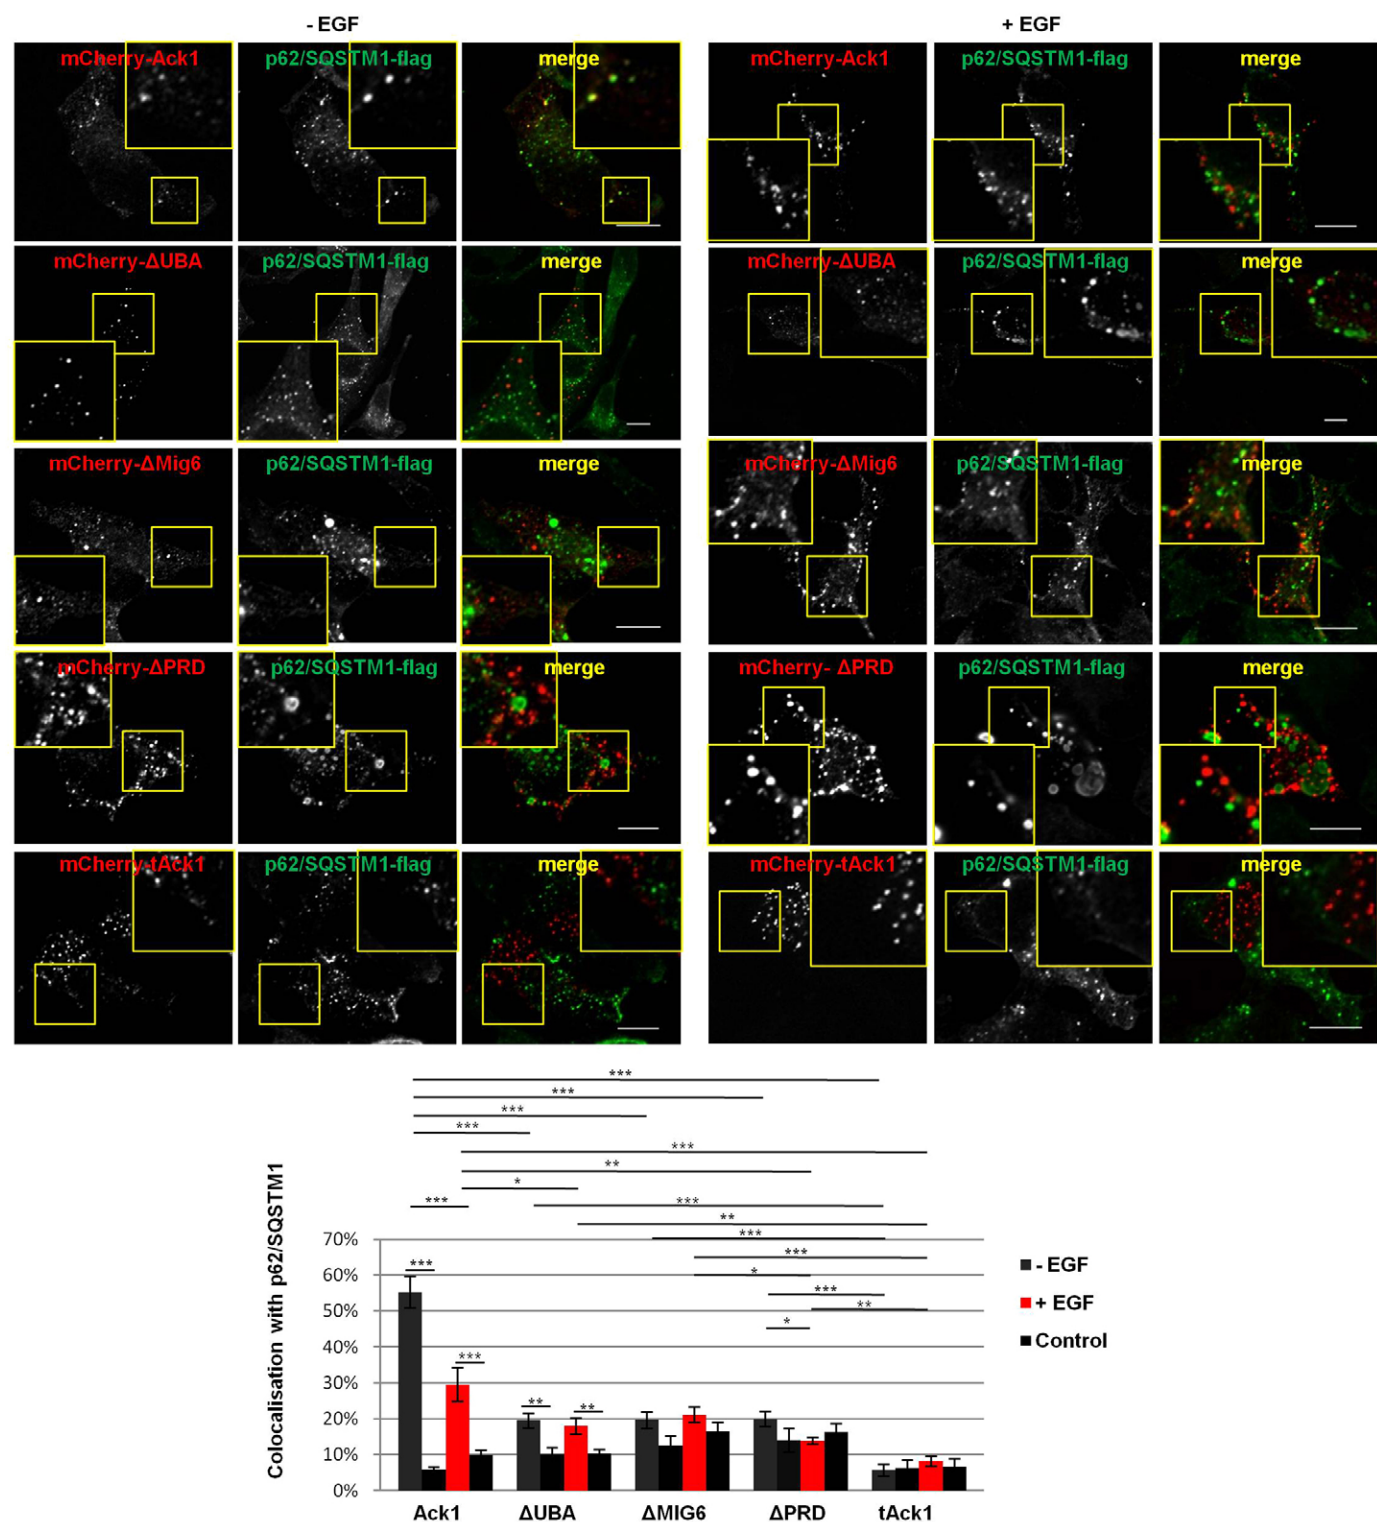 - EGF
+ EGF
mCherry-Ack1 p62/SQSTM1-flag merge
mCherry-Ack1 p62/SQSTM1-flag merge
mCherry-ΔUBA p62/SQSTM1-flag merge
mCherry-ΔUBA p62/SQSTM1-flag merge
mCherry-ΔMig6 p62/SQSTM1-flag merge
mCherry-ΔMig6 p62/SQSTM1-flag merge
mCherry-ΔPRD p62/SQSTM1-flag merge
mCherry- ΔPRD p62/SQSTM1-flag merge
mCherry-tAck1 p62/SQSTM1-flag merge
mCherry-tAck1 p62/SQSTM1-flag merge
***
***
***
***
***
**
*
***
***
**
***
***
*
***
**
*
***
***
**
**
Colocalisation with p62/SQSTM1
70%
60%
50%
40%
30%
20%
10%
0%
Ack1 ΔUBA ΔMIG6 ΔPRD tAck1
- EGF
+ EGF
Control